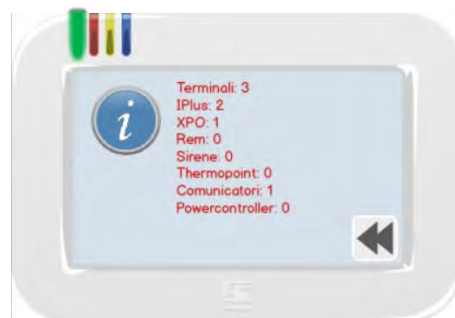 Terminali: 3
IPlus: 2
XPO: 1
Rem: 0
Sirene: 0
Thermopoint: 0
Comunicatori: 1
Powercontroller: 0